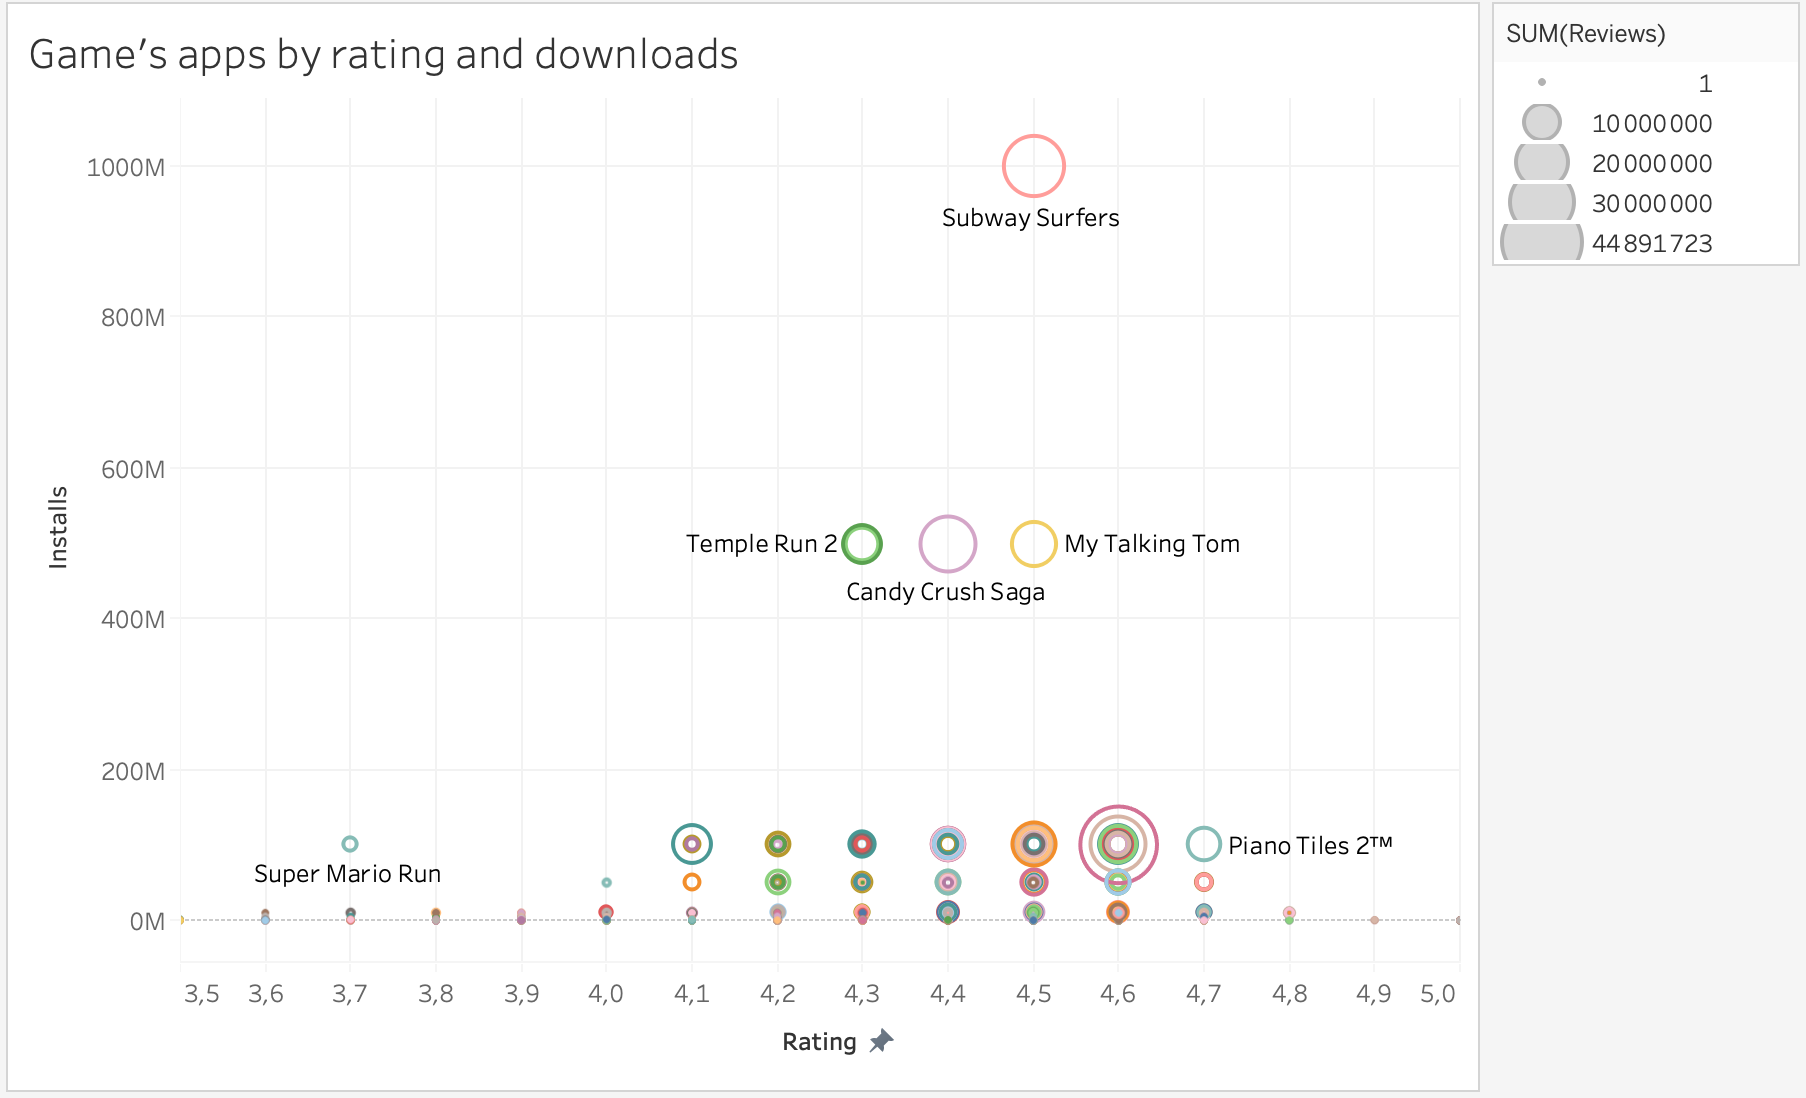 Game's apps by rating and downloads
SUM(Reviews)
1
10 000 000
20 000 000
30 000 000
44 891 723
1000M
Subway Surfers
800M
600M
Installs
Temple Run 2
My Talking Tom
Candy Crush Saga
400M
200M
Piano Tiles 2™
Super Mario Run
0M
3,5 3,6 3,7 3,8 3,9 4,0 4,1 4,2 4,3 4,4 4,5 4,6 4,7 4,8 4,9 5,0
Rating